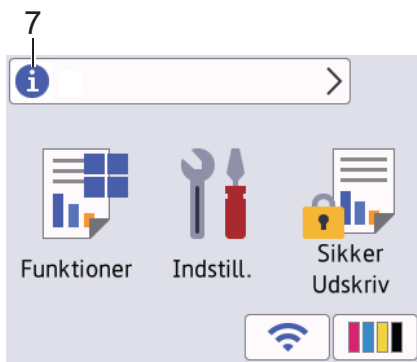 7
i
Funktioner
Indstill.
Sikker
Udskriv